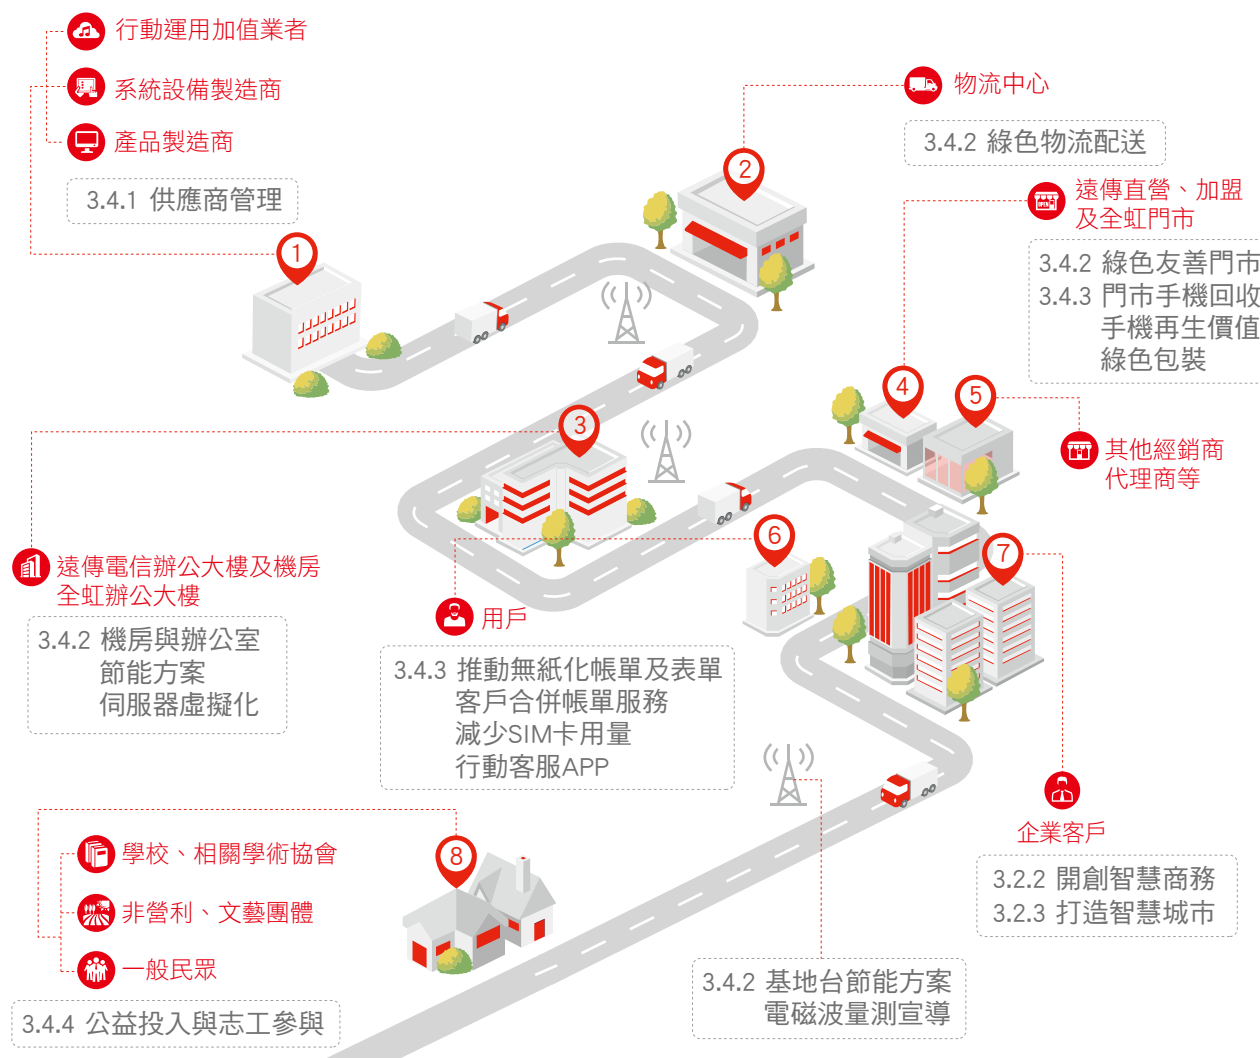 行動運用加值業者
系統設備製造商
產品製造商
3.4.1 供應商管理
1
物流中心
3.4.2 綠色物流配送
2
遠傳直營、加盟
及全虹門市
3.4.2 綠色友善門市
3.4.3 門市手機回收
手機再生價值
綠色包裝
4
5
其他經銷商
代理商等
3
遠傳電信辦公大樓及機房
全虹辦公大樓
3.4.2 機房與辦公室
節能方案
伺服器虛擬化
6
用戶
3.4.3 推動無紙化帳單及表單
客戶合併帳單服務
減少SIM卡用量
行動客服APP
7
企業客戶
3.2.2 開創智慧商務
3.2.3 打造智慧城市
8
學校、相關學術協會
非營利、文藝團體
一般民眾
3.4.4 公益投入與志工參與
3.4.2 基地台節能方案
電磁波量測宣導